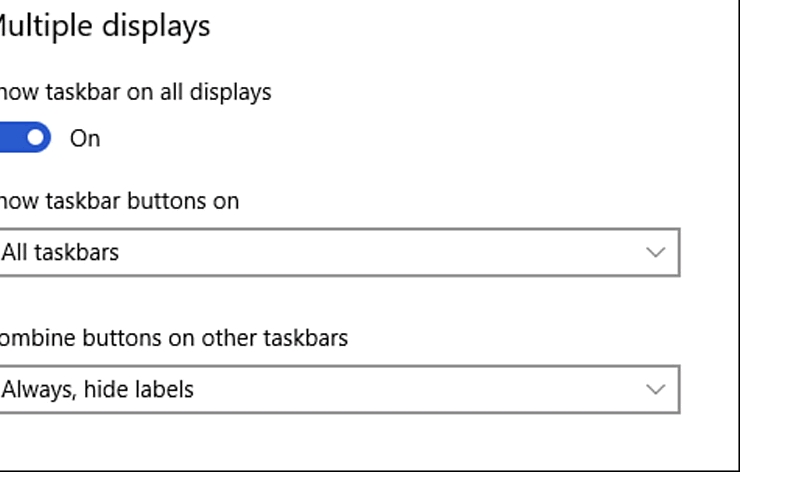 Multiple displays
how taskbar on all displays
On
how taskbar buttons on
All taskbars
ombine buttons on other taskbars
Always, hide labels